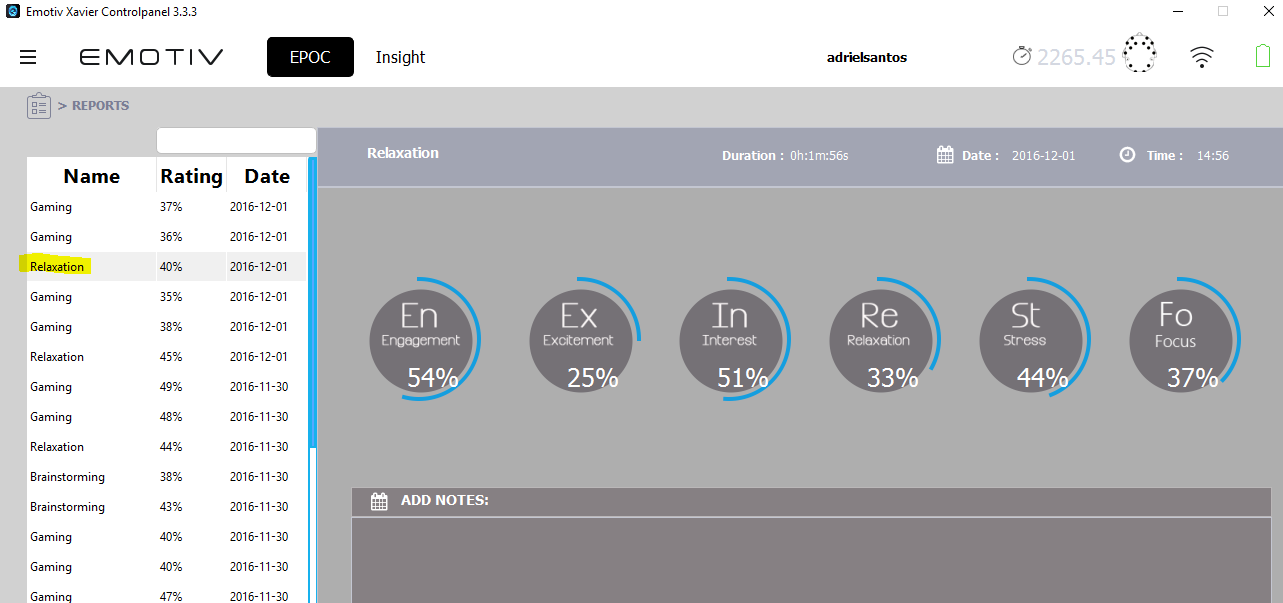 Emotiv Xavier Controlpanel 3.3.3
EMOTIV EPOC Insight adrielsantos 2265.45
> REPORTS
Relaxation Duration : 0h:1m:56s Date : 2016-12-01 Time : 14:56
Name Rating Date
Gaming 37% 2016-12-01
Gaming 36% 2016-12-01
Relaxation 40% 2016-12-01
Gaming 35% 2016-12-01
Gaming 38% 2016-12-01
Relaxation 45% 2016-12-01
Gaming 49% 2016-11-30
Gaming 48% 2016-11-30
Relaxation 44% 2016-11-30
Brainstorming 38% 2016-11-30
Brainstorming 43% 2016-11-30
Gaming 40% 2016-11-30
Gaming 40% 2016-11-30
Gaming 47% 2016-11-30
En Ex In Re St Fo
Engagement Excitement Interest Relaxation Stress Focus
54% 25% 51% 33% 44% 37%
ADD NOTES: